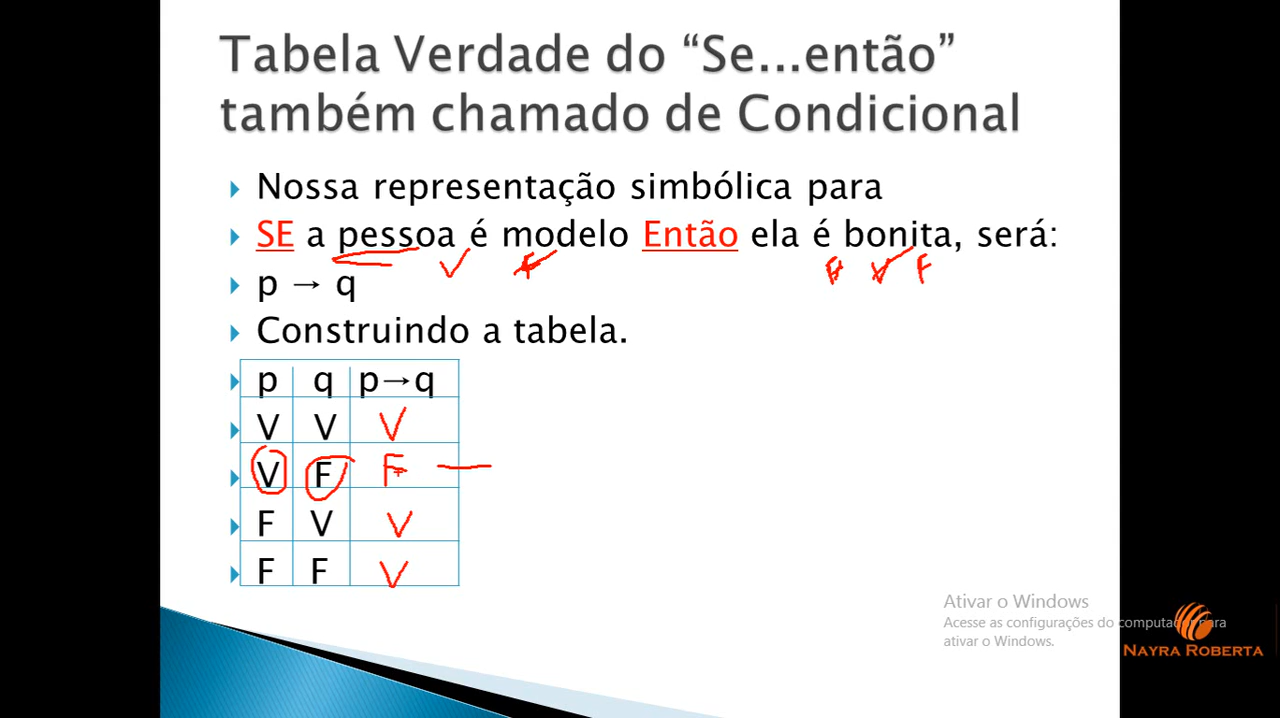 Tabela Verdade do “Se...então”
também chamado de Condicional
Nossa representação simbólica para
SE a pessoa é modelo Então ela é bonita, será:
V F F V F
p → q
Construindo a tabela.
p q p→q
V V V
V F F
F V V
F F V
Ativar o Windows
Acesse as configurações do computador para
ativar o Windows.
NAYRA ROBERTA